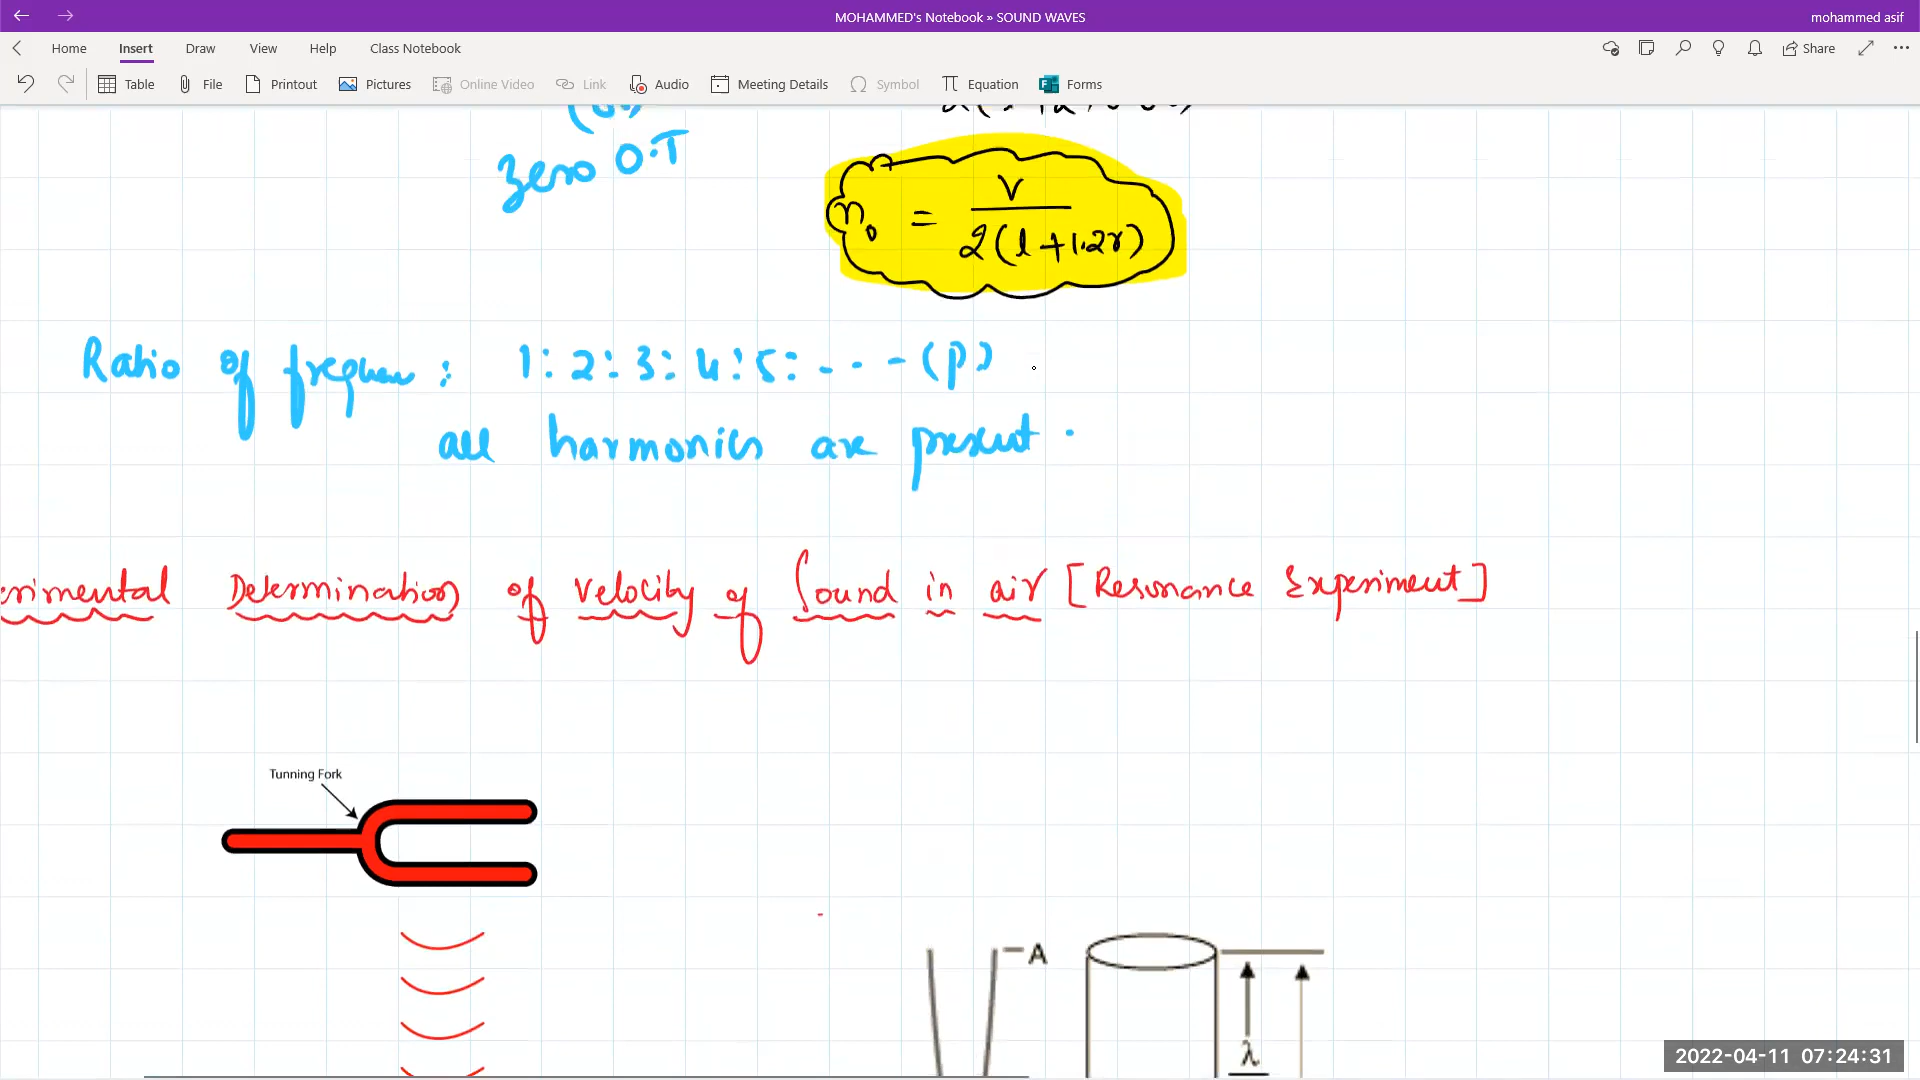 MOHAMMED's Notebook » SOUND WAVES
mohammed asif
Home Insert Draw View Help Class Notebook
Share
Table File Printout Pictures Online Video Link Audio Meeting Details Symbol Equation Forms
zero O.T
n₀ = v / 2(l+1.2r)
Ratio of frequen : 1:2:3:4:5: - - - (p)
all harmonics are present .
erimental Determination of velocity of Sound in air [Resonance Experiment]
Tunning Fork
A
λ
2022-04-11 07:24:31